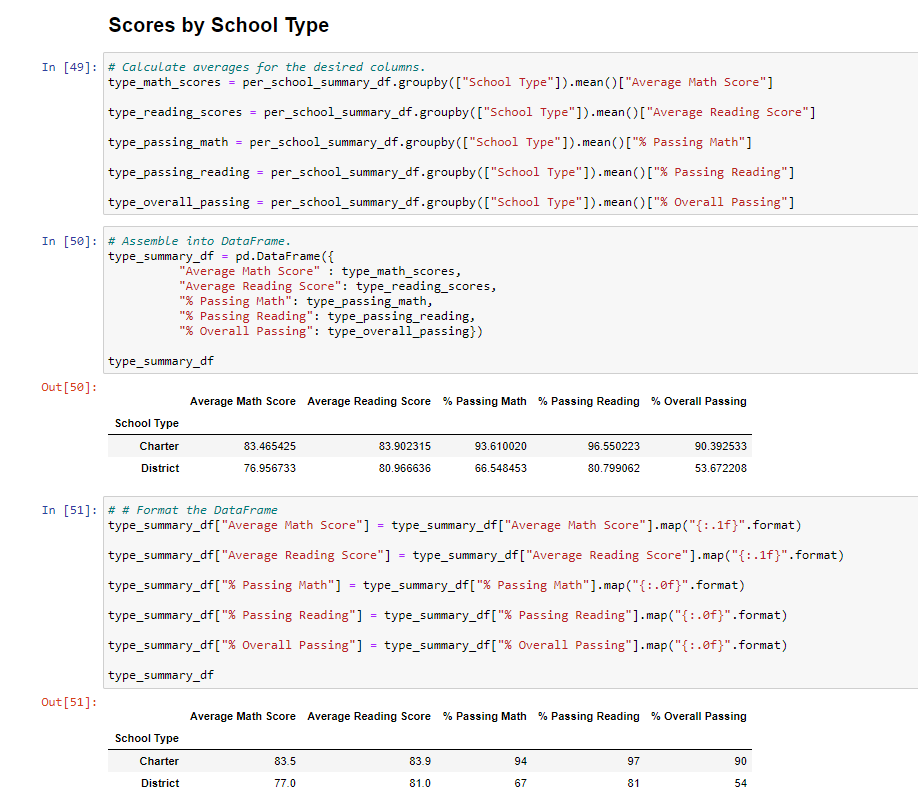 Scores by School Type
In [49]: # Calculate averages for the desired columns.
type_math_scores = per_school_summary_df.groupby(["School Type"]).mean()["Average Math Score"]
type_reading_scores = per_school_summary_df.groupby(["School Type"]).mean()["Average Reading Score"]
type_passing_math = per_school_summary_df.groupby(["School Type"]).mean()["% Passing Math"]
type_passing_reading = per_school_summary_df.groupby(["School Type"]).mean()["% Passing Reading"]
type_overall_passing = per_school_summary_df.groupby(["School Type"]).mean()["% Overall Passing"]
In [50]: # Assemble into DataFrame.
type_summary_df = pd.DataFrame({
"Average Math Score" : type_math_scores,
"Average Reading Score": type_reading_scores,
"% Passing Math": type_passing_math,
"% Passing Reading": type_passing_reading,
"% Overall Passing": type_overall_passing})
type_summary_df
Out[50]:
Average Math Score Average Reading Score % Passing Math % Passing Reading % Overall Passing
School Type
Charter 83.465425 83.902315 93.610020 96.550223 90.392533
District 76.956733 80.966636 66.548453 80.799062 53.672208
In [51]: # # Format the DataFrame
type_summary_df["Average Math Score"] = type_summary_df["Average Math Score"].map("{:.1f}".format)
type_summary_df["Average Reading Score"] = type_summary_df["Average Reading Score"].map("{:.1f}".format)
type_summary_df["% Passing Math"] = type_summary_df["% Passing Math"].map("{:.0f}".format)
type_summary_df["% Passing Reading"] = type_summary_df["% Passing Reading"].map("{:.0f}".format)
type_summary_df["% Overall Passing"] = type_summary_df["% Overall Passing"].map("{:.0f}".format)
type_summary_df
Out[51]:
Average Math Score Average Reading Score % Passing Math % Passing Reading % Overall Passing
School Type
Charter 83.5 83.9 94 97 90
District 77.0 81.0 67 81 54